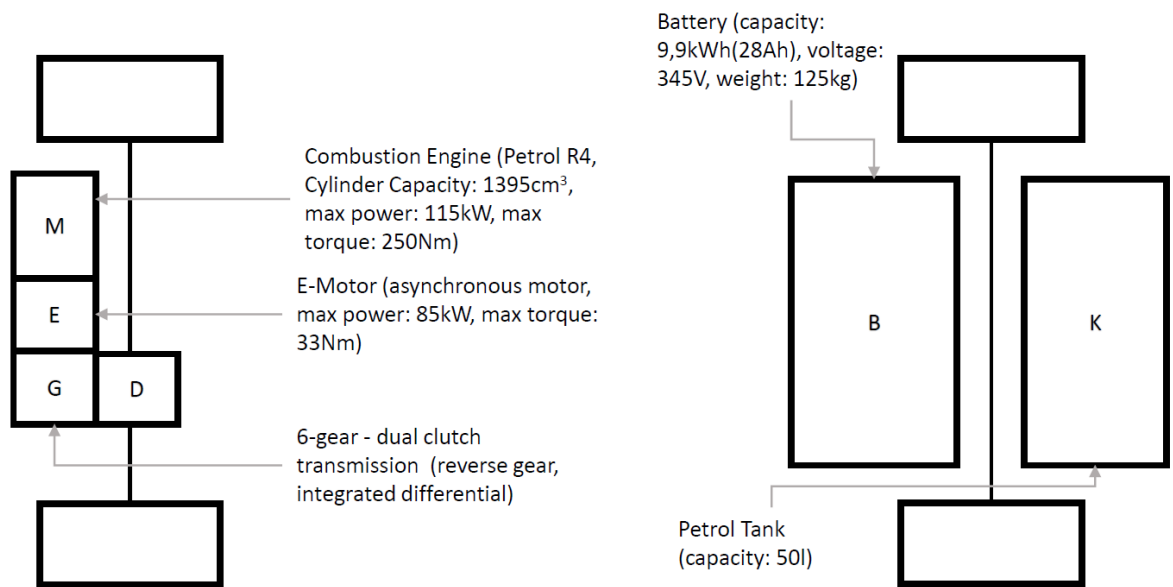 Battery (capacity:
9,9kWh(28Ah), voltage:
345V, weight: 125kg)
Combustion Engine (Petrol R4,
Cylinder Capacity: 1395cm³,
max power: 115kW, max
torque: 250Nm)
M
E-Motor (asynchronous motor,
max power: 85kW, max torque:
33Nm)
E
B
K
G
D
6-gear - dual clutch
transmission (reverse gear,
integrated differential)
Petrol Tank
(capacity: 50l)